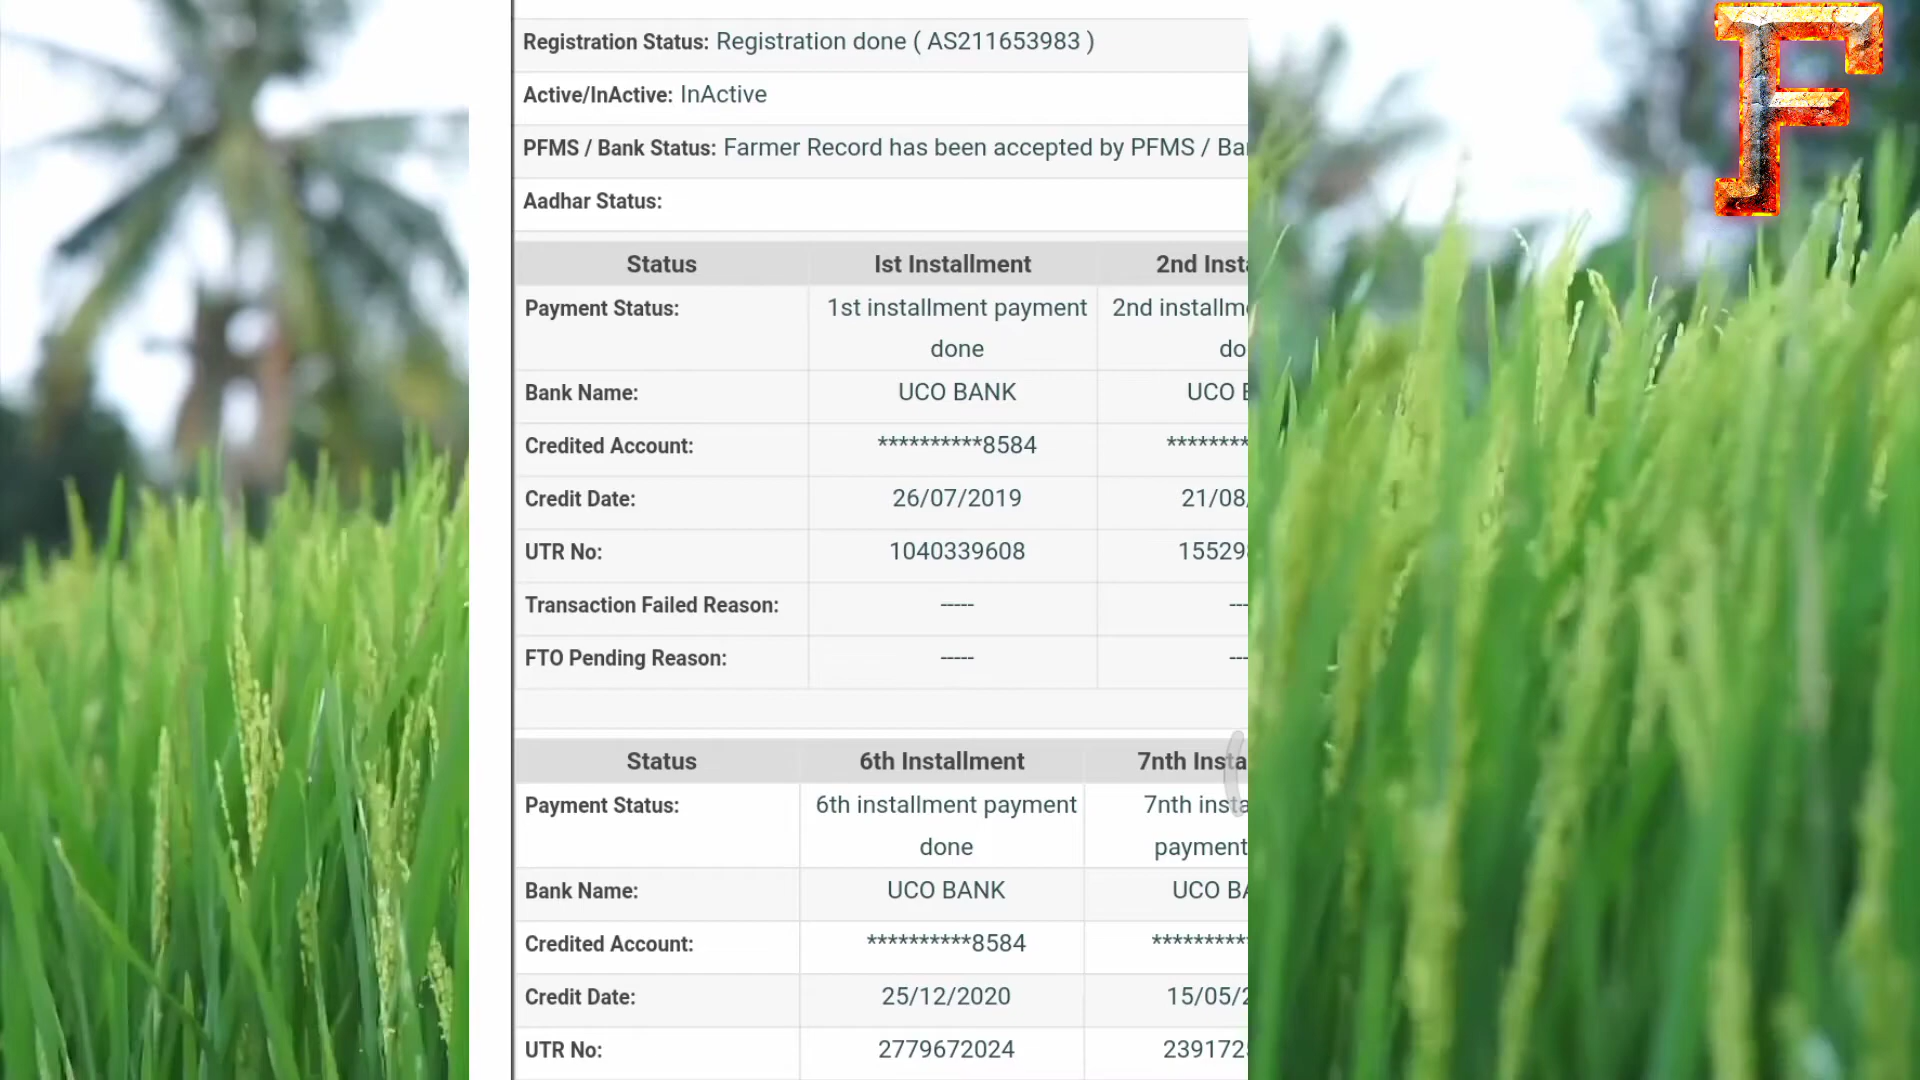 Registration Status: Registration done ( AS211653983 )
Active/InActive: InActive
PFMS / Bank Status: Farmer Record has been accepted by PFMS / Ba
Aadhar Status:
Status Ist Installment 2nd Insta
Payment Status: 1st installment payment done 2nd installm do
Bank Name: UCO BANK UCO B
Credited Account: **********8584 ********
Credit Date: 26/07/2019 21/08/
UTR No: 1040339608 15529
Transaction Failed Reason: ----- ---
FTO Pending Reason: ----- ---
Status 6th Installment 7nth Insta
Payment Status: 6th installment payment done 7nth insta payment
Bank Name: UCO BANK UCO BA
Credited Account: **********8584 *********
Credit Date: 25/12/2020 15/05/2
UTR No: 2779672024 239172
F